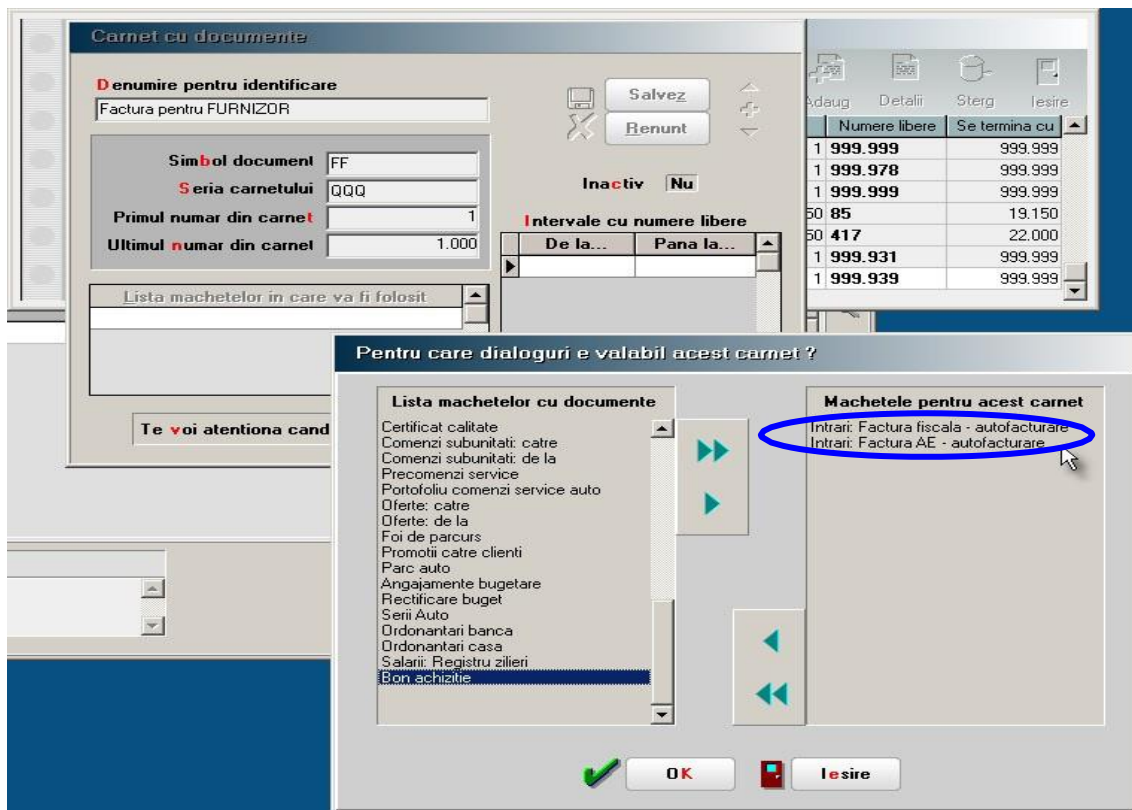 Carnet cu documente
Denumire pentru identificare
Factura pentru FURNIZOR
Simbol document FF
Seria carnetului QQQ
Primul numar din carnet 1
Ultimul numar din carnet 1.000
Lista machetelor in care va fi folosit
Te voi atentiona cand
Salvez
Renunt
Inactiv Nu
Intervale cu numere libere
De la... Pana la...
Adaug Detalii Sterg Iesire
Numere libere Se termina cu
1 999.999 999.999
1 999.978 999.999
1 999.999 999.999
50 85 19.150
50 417 22.000
1 999.931 999.999
1 999.939 999.999
Pentru care dialoguri e valabil acest carnet ?
Lista machetelor cu documente
Certificat calitate
Comenzi subunitati: catre
Comenzi subunitati: de la
Precomenzi service
Portofoliu comenzi service auto
Oferte: catre
Oferte: de la
Foi de parcurs
Promotii catre clienti
Parc auto
Angajamente bugetare
Rectificare buget
Serii Auto
Ordonantari banca
Ordonantari casa
Salarii: Registru zilieri
Bon achizitie
Machetele pentru acest carnet
Intrari: Factura fiscala - autofacturare
Intrari: Factura AE - autofacturare
OK
Iesire